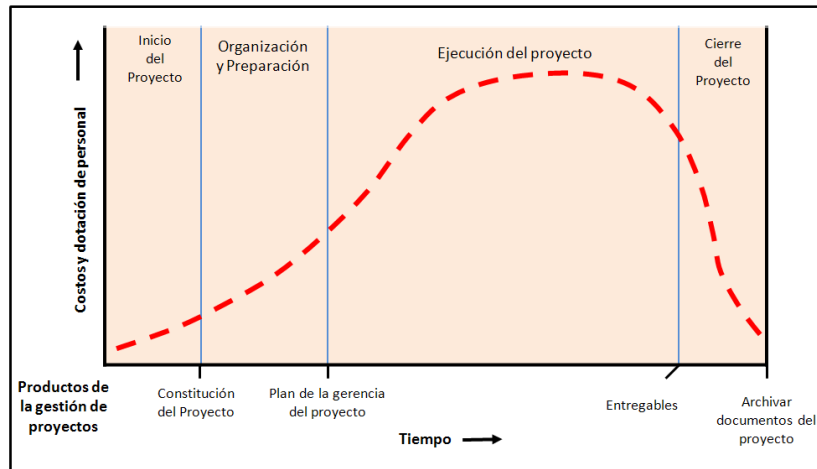 Inicio
del
Proyecto
Organización
y Preparación
Ejecución del proyecto
Cierre
del
Proyecto
Costos y dotación de personal
Productos de
la gestión de
proyectos
Constitución
del Proyecto
Plan de la gerencia
del proyecto
Entregables
Archivar
documentos del
proyecto
Tiempo